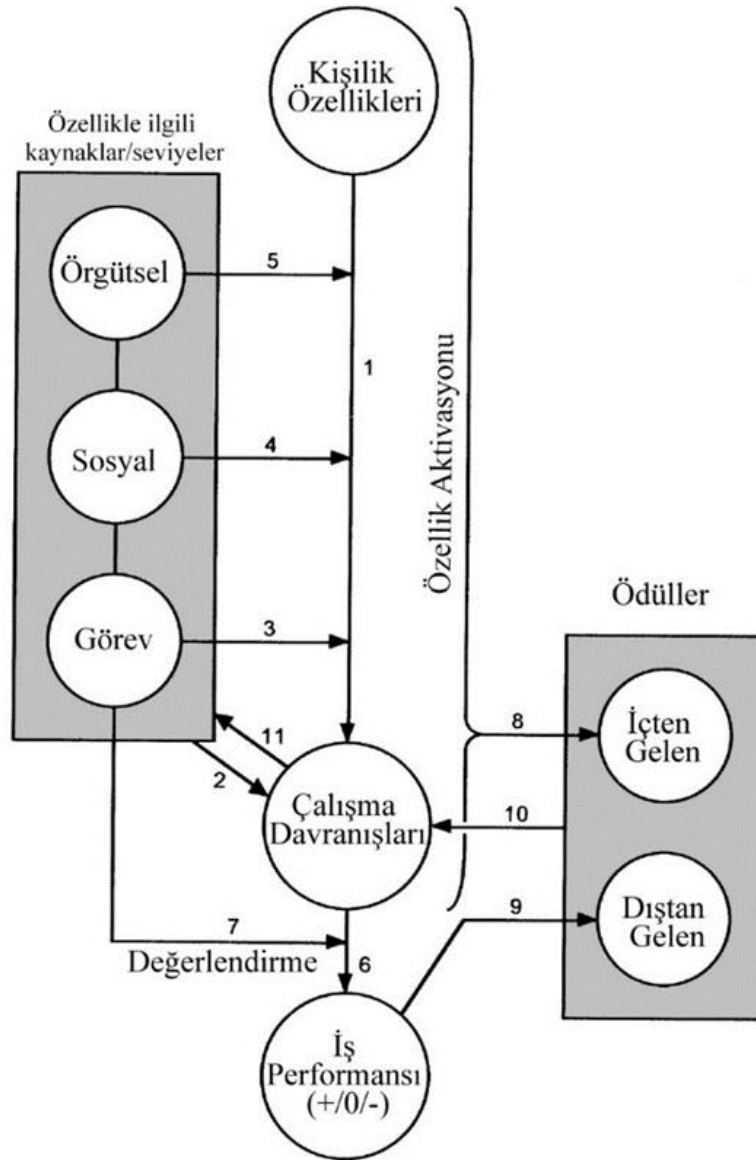 Kişilik
Özellikleri
Özellikle ilgili
kaynaklar/seviyeler
Örgütsel
5
1
Sosyal
4
Özellik Aktivasyonu
Görev
3
Ödüller
8
İçten
Gelen
11
2
Çalışma
Davranışları
10
7
Değerlendirme
6
9
Dıştan
Gelen
İş
Performansı
(+/0/-)